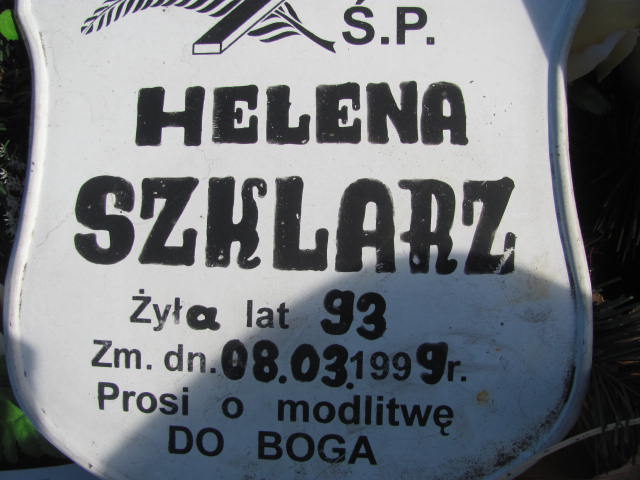 Ś.P.
HELENA
SZKLARZ
Żyła lat 93
Zm. dn. 08.03.1999r.
Prosi o modlitwę
DO BOGA